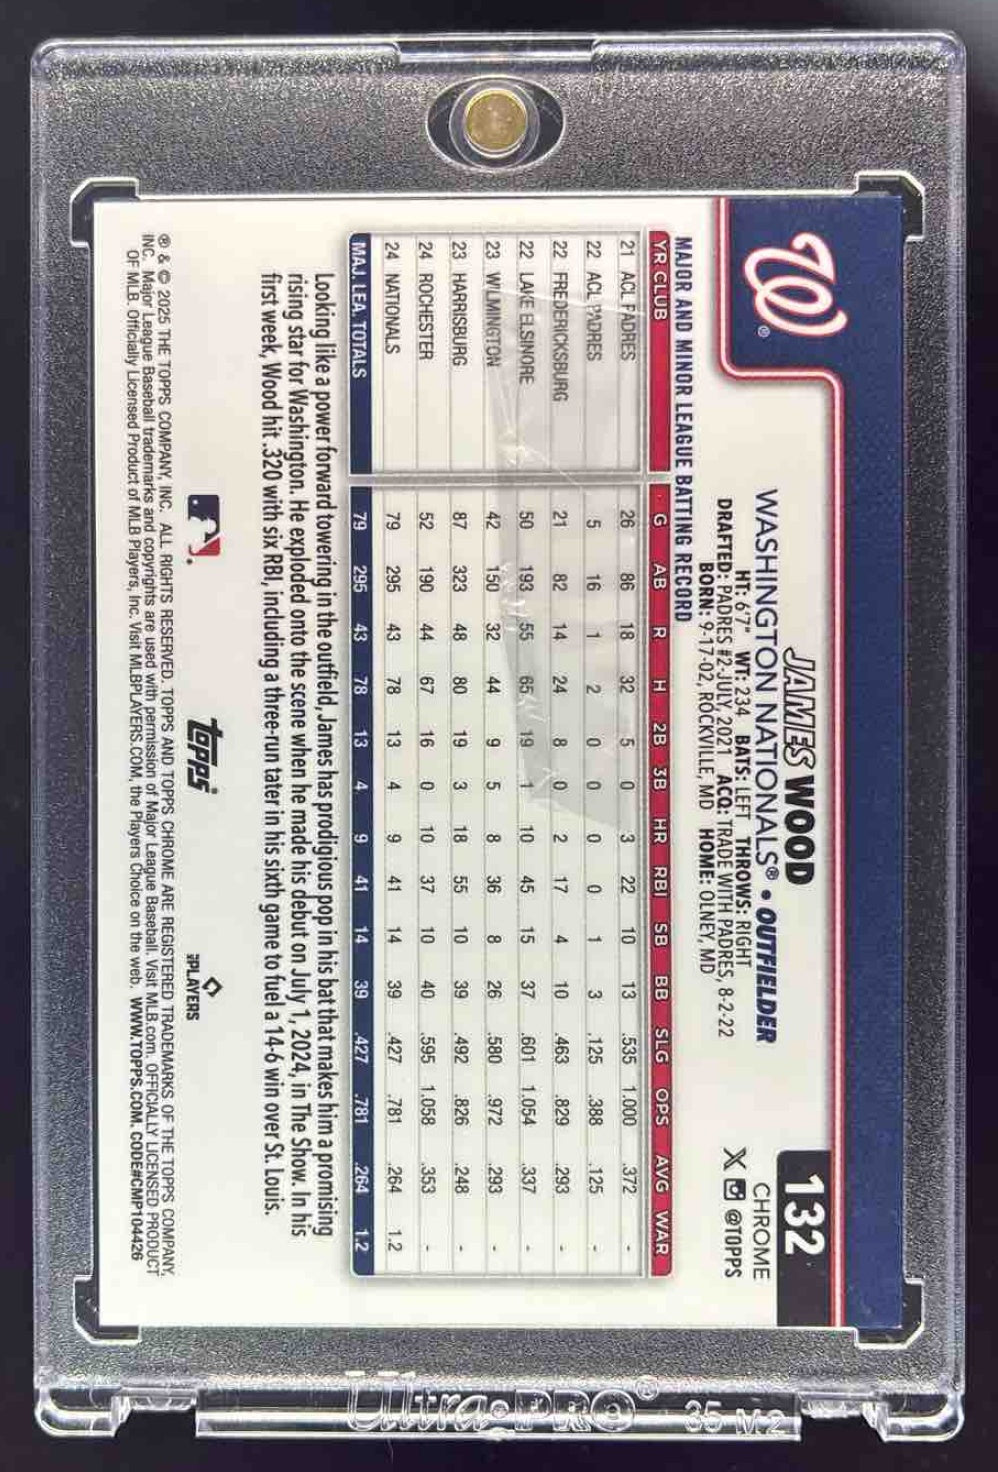 132
CHROME
X @TOPPS
JAMES WOOD
WASHINGTON NATIONALS® • OUTFIELDER
HT: 6'7" WT: 234 BATS: LEFT THROWS: RIGHT
DRAFTED: PADRES #2-JULY, 2021 ACQ: TRADE WITH PADRES, 8-2-22
BORN: 9-17-02, ROCKVILLE, MD HOME: OLNEY, MD
W®
MAJOR AND MINOR LEAGUE BATTING RECORD
YR CLUB G AB R H 2B 3B HR RBI SB BB SLG OPS AVG WAR
21 ACL PADRES 26 86 18 32 5 0 3 22 10 13 .535 1.000 .372 -
22 ACL PADRES 5 16 1 2 0 0 0 0 1 3 .125 .388 .125 -
22 FREDERICKSBURG 21 82 14 24 8 0 2 17 4 10 .463 .829 .293 -
22 LAKE ELSINORE 50 193 55 65 19 1 10 45 15 37 .601 1.054 .337 -
23 WILMINGTON 42 150 32 44 9 5 8 36 8 26 .580 .972 .293 -
23 HARRISBURG 87 323 48 80 19 3 18 55 10 39 .492 .826 .248 -
24 ROCHESTER 52 190 44 67 16 0 10 37 10 40 .595 1.058 .353 -
24 NATIONALS 79 295 43 78 13 4 9 41 14 39 .427 .781 .264 1.2
MAJ. LEA. TOTALS 79 295 43 78 13 4 9 41 14 39 .427 .781 .264 1.2
Looking like a power forward towering in the outfield, James has prodigious pop in his bat that makes him a promising
rising star for Washington. He exploded onto the scene when he made his debut on July 1, 2024, in The Show. In his
first week, Wood hit .320 with six RBI, including a three-run tater in his sixth game to fuel a 14-6 win over St. Louis.
topps®
PLAYERS
® & © 2025 THE TOPPS COMPANY, INC. ALL RIGHTS RESERVED. TOPPS AND TOPPS CHROME ARE REGISTERED TRADEMARKS OF THE TOPPS COMPANY,
INC. Major League Baseball trademarks and copyrights are used with permission of Major League Baseball. Visit MLB.com. OFFICIALLY LICENSED PRODUCT
OF MLB. Officially Licensed Product of MLB Players, Inc. Visit MLBPLAYERS.COM, the Players Choice on the web. WWW.TOPPS.COM. CODE#CMP104426
Ultra•PRO® 35 M2